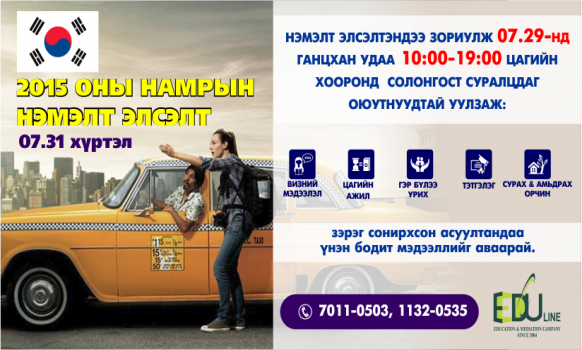 2015 ОНЫ НАМРЫН
НЭМЭЛТ ЭЛСЭЛТ
07.31 хүртэл
НЭМЭЛТ ЭЛСЭЛТЭНДЭЭ ЗОРИУЛЖ 07.29-НД
ГАНЦХАН УДАА 10:00-19:00 ЦАГИЙН
ХООРОНД СОЛОНГОСТ СУРАЛЦДАГ
ОЮУТНУУДТАЙ УУЛЗАЖ:
ВИЗНИЙ
МЭДЭЭЛЭЛ
ЦАГИЙН
АЖИЛ
ГЭР БҮЛЭЭ
УРИХ
ТЭТГЭЛЭГ
СУРАХ & АМЬДРАХ
ОРЧИН
зэрэг сонирхсон асуултандаа
үнэн бодит мэдээллийг аваарай.
7011-0503, 1132-0535
EDU LINE
EDUCATION & MEDIATION COMPANY
SINCE 2004